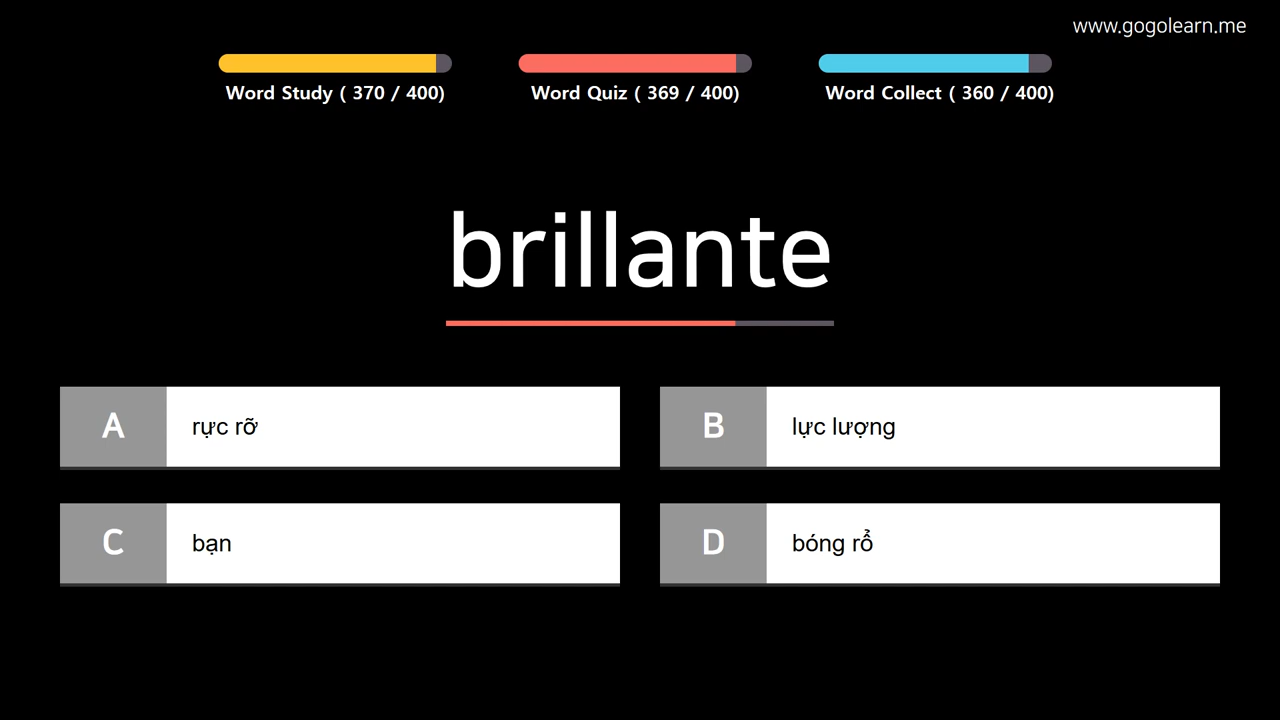 www.gogolearn.me
Word Study ( 370 / 400)
Word Quiz ( 369 / 400)
Word Collect ( 360 / 400)
brillante
A
rực rỡ
B
lực lượng
C
bạn
D
bóng rổ